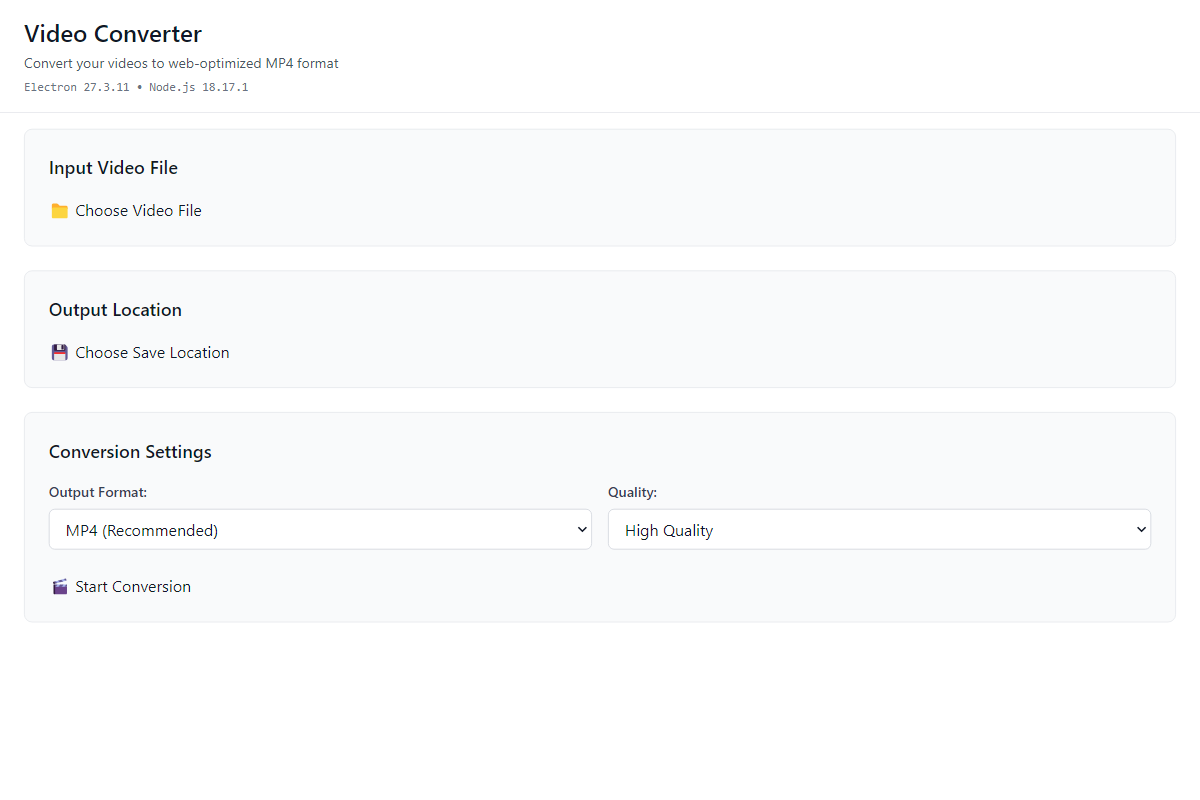 Video Converter
Convert your videos to web-optimized MP4 format
Electron 27.3.11 • Node.js 18.17.1
Input Video File
📁 Choose Video File
Output Location
💾 Choose Save Location
Conversion Settings
Output Format:
MP4 (Recommended)
Quality:
High Quality
🎬 Start Conversion